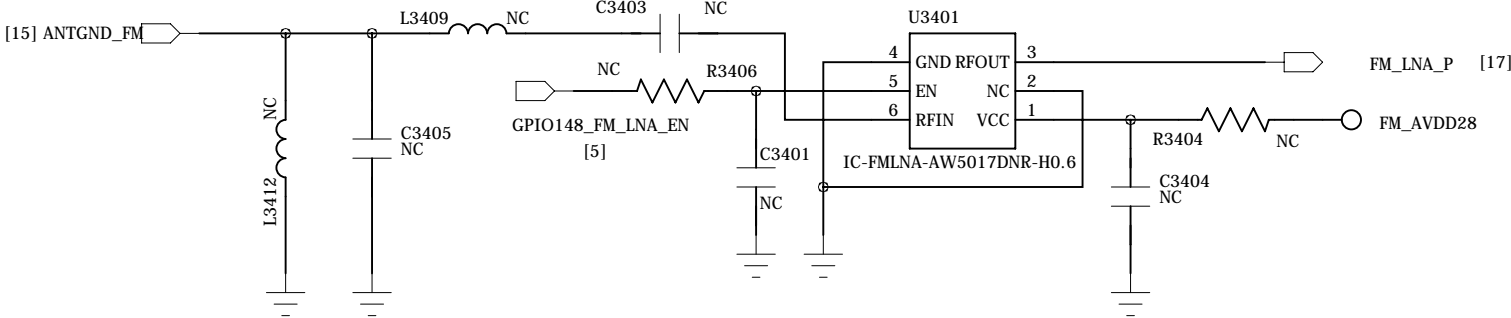 L3409
NC
C3403
NC
U3401
[15] ANTGND_FM
4
GND
RFOUT
3
FM_LNA_P
[17]
NC
R3406
5
EN
NC
2
NC
GPIO148_FM_LNA_EN
6
RFIN
VCC
1
FM_AVDD28
C3405
NC
[5]
C3401
R3404
NC
IC-FMLNA-AW5017DNR-H0.6
L3412
NC
C3404
NC